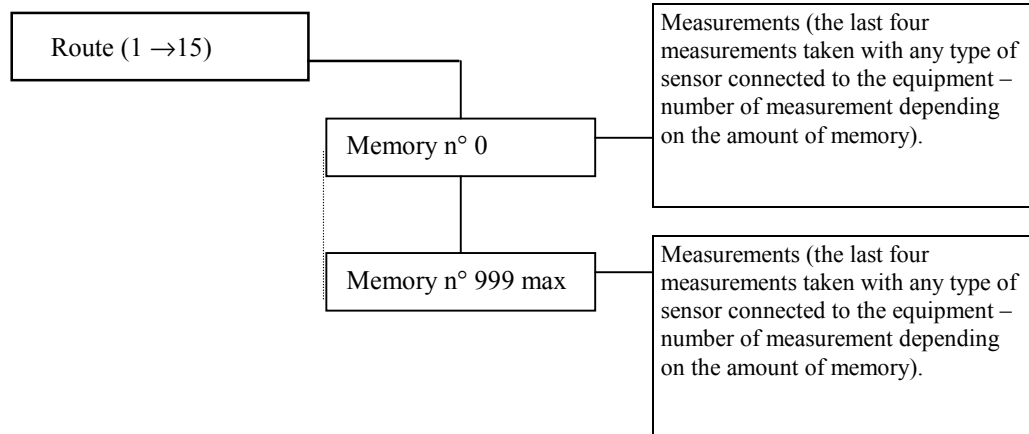 Route (1 →15)
Measurements (the last four
measurements taken with any type of
sensor connected to the equipment –
number of measurement depending
on the amount of memory).
Memory n° 0
Memory n° 999 max
Measurements (the last four
measurements taken with any type of
sensor connected to the equipment –
number of measurement depending
on the amount of memory).